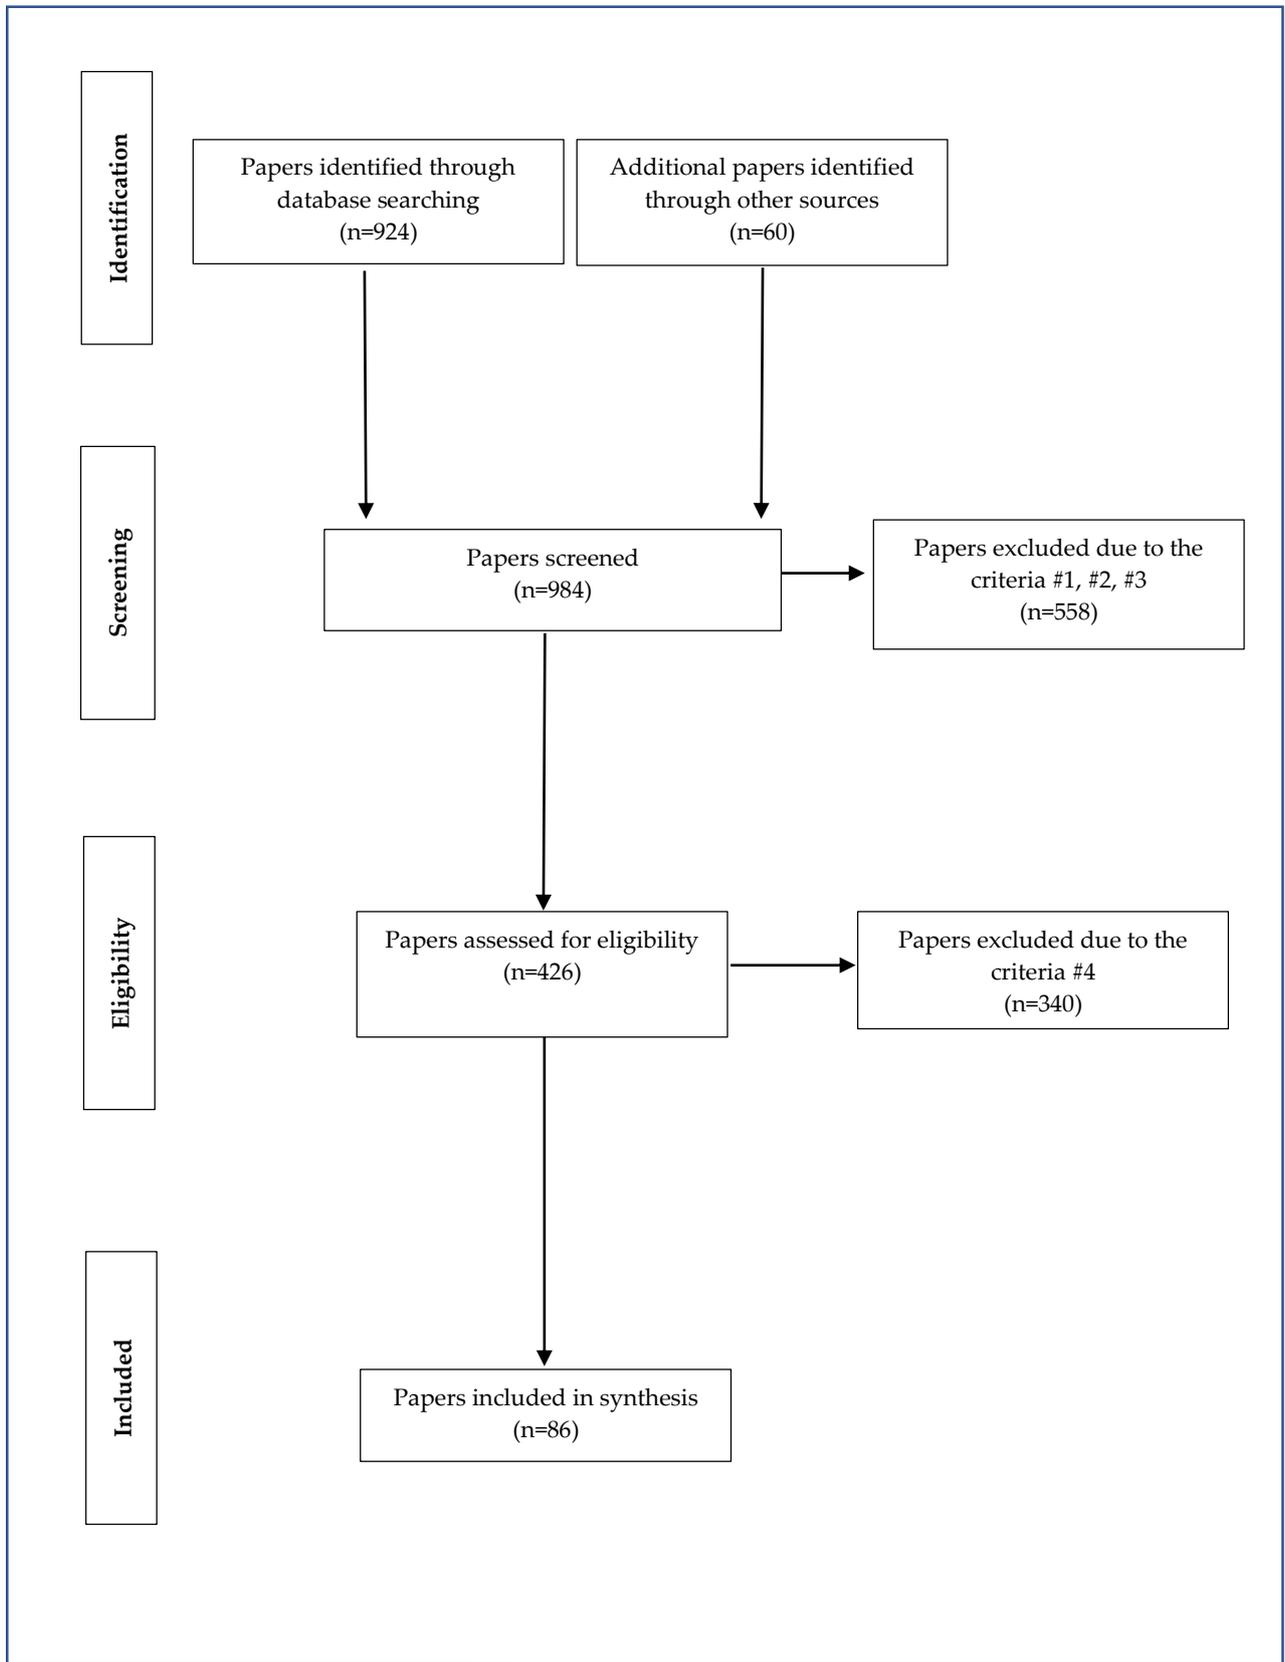 Identification
Papers identified through
database searching
(n=924)
Additional papers identified
through other sources
(n=60)
Screening
Papers screened
(n=984)
Papers excluded due to the
criteria #1, #2, #3
(n=558)
Eligibility
Papers assessed for eligibility
(n=426)
Papers excluded due to the
criteria #4
(n=340)
Included
Papers included in synthesis
(n=86)